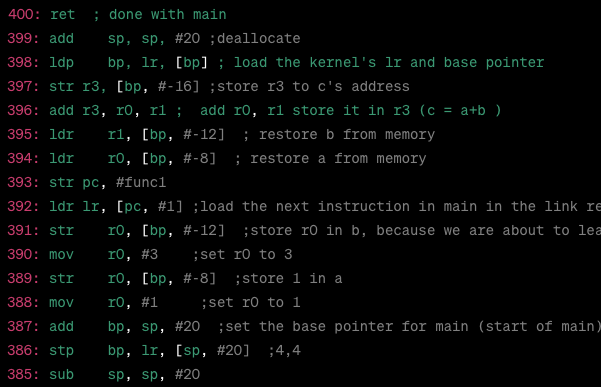 400: ret ; done with main
399: add sp, sp, #20 ;deallocate
398: ldp bp, lr, [bp] ; load the kernel's lr and base pointer
397: str r3, [bp, #-16] ;store r3 to c's address
396: add r3, r0, r1 ; add r0, r1 store it in r3 (c = a+b )
395: ldr r1, [bp, #-12] ; restore b from memory
394: ldr r0, [bp, #-8] ; restore a from memory
393: str pc, #func1
392: ldr lr, [pc, #1] ;load the next instruction in main in the link re
391: str r0, [bp, #-12] ;store r0 in b, because we are about to lea
390: mov r0, #3 ;set r0 to 3
389: str r0, [bp, #-8] ;store 1 in a
388: mov r0, #1 ;set r0 to 1
387: add bp, sp, #20 ;set the base pointer for main (start of main)
386: stp bp, lr, [sp, #20] ;4,4
385: sub sp, sp, #20